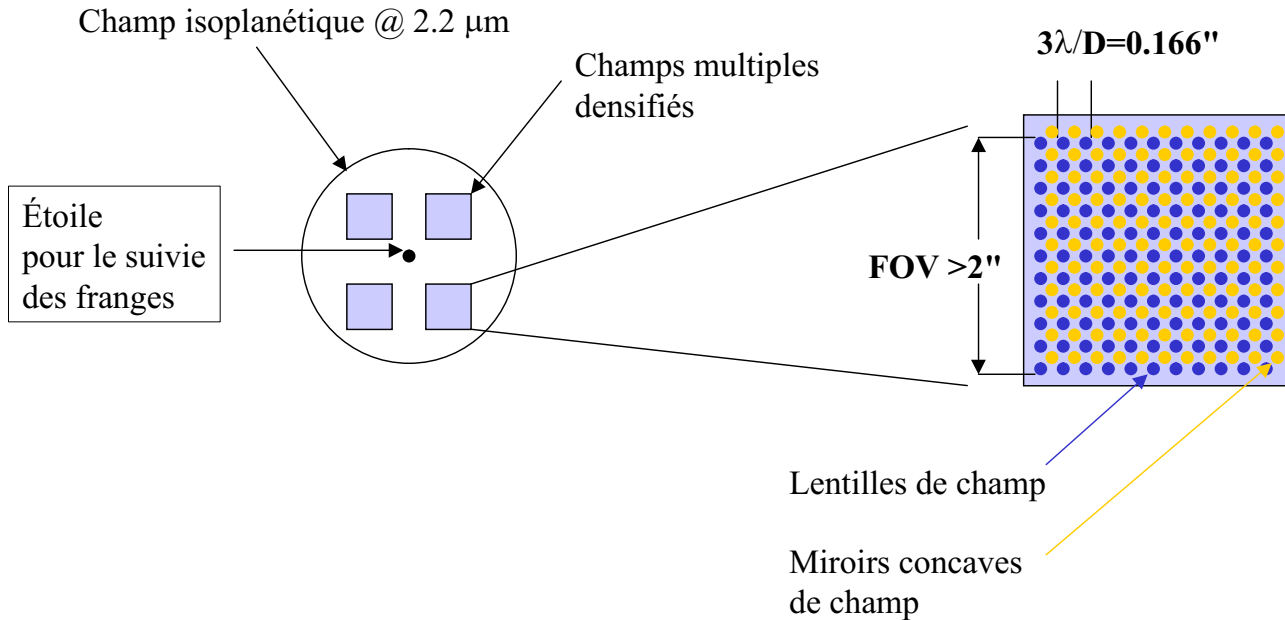 Champ isoplanétique @ 2.2 μm
3λ/D=0.166"
Champs multiples
densifiés
Étoile
pour le suivie
des franges
FOV >2"
Lentilles de champ
Miroirs concaves
de champ